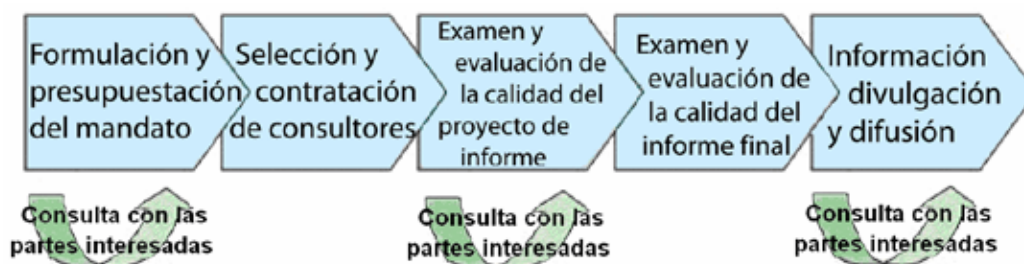 Formulación y
presupuestación
del mandato
Selección y
contratación
de consultores
Examen y
evaluación de
la calidad del
proyecto de
informe
Examen y
evaluación de
la calidad del
informe final
Información
divulgación
y difusión
Consulta con las
partes interesadas
Consulta con las
partes interesadas
Consulta con las
partes interesadas